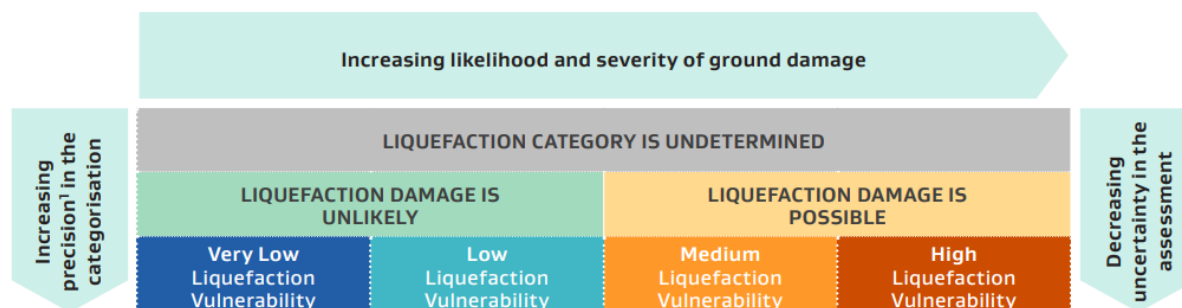 Increasing likelihood and severity of ground damage
Increasing
precision¹ in the
categorisation
LIQUEFACTION CATEGORY IS UNDETERMINED
LIQUEFACTION DAMAGE IS
UNLIKELY
LIQUEFACTION DAMAGE IS
POSSIBLE
Very Low
Liquefaction
Vulnerability
Low
Liquefaction
Vulnerability
Medium
Liquefaction
Vulnerability
High
Liquefaction
Vulnerability
Decreasing
uncertainty in the
assessment